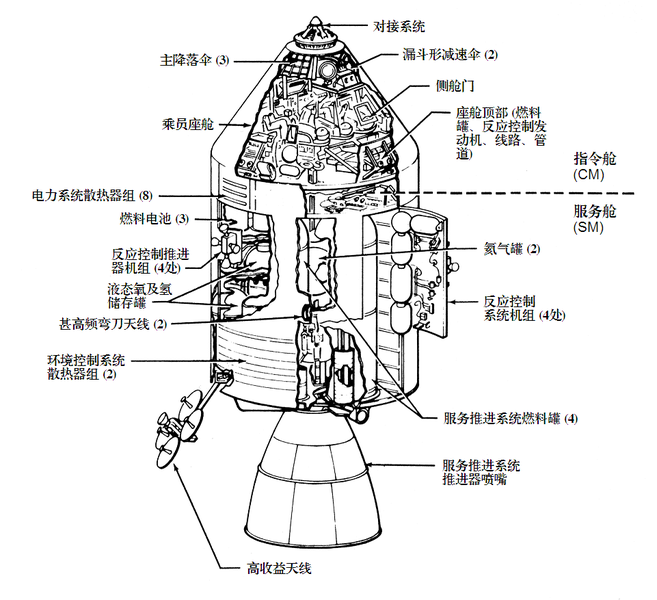 对接系统
主降落伞 (3)
漏斗形减速伞 (2)
侧舱门
乘员座舱
座舱顶部 (燃料
罐、反应控制发
动机、线路、管
道)
指令舱
(CM)
电力系统散热器组 (8)
服务舱
(SM)
燃料电池 (3)
反应控制推进
器机组 (4处)
氦气罐 (2)
液态氧及氢
储存罐
反应控制
系统机组 (4处)
甚高频弯刀天线 (2)
环境控制系统
散热器组 (2)
服务推进系统燃料罐 (4)
服务推进系统
推进器喷嘴
高收益天线